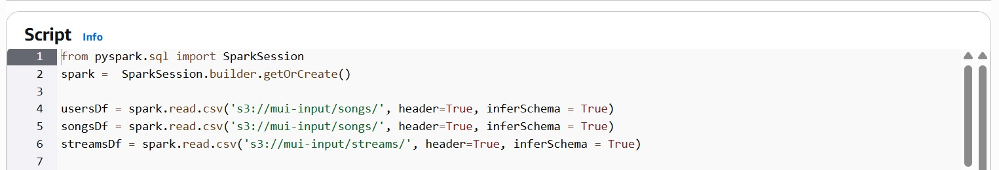 Script Info
1 from pyspark.sql import SparkSession
2 spark =  SparkSession.builder.getOrCreate()
3
4 usersDf = spark.read.csv('s3://mui-input/songs/', header=True, inferSchema = True)
5 songsDf = spark.read.csv('s3://mui-input/songs/', header=True, inferSchema = True)
6 streamsDf = spark.read.csv('s3://mui-input/streams/', header=True, inferSchema = True)
7